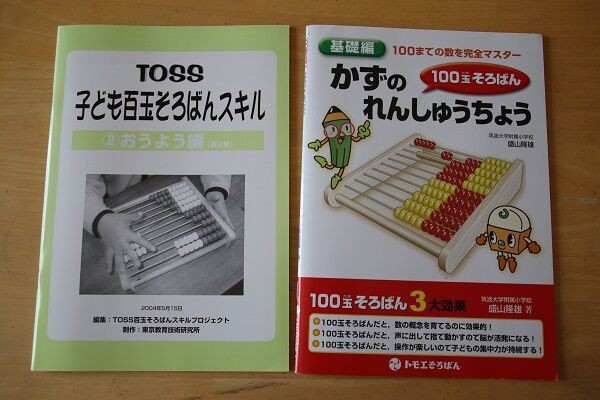 TOSS
子ども百玉そろばんスキル
②おうよう編 (第2版)
2004年5月15日
編集：TOSS百玉そろばんスキルプロジェクト
制作：東京教育技術研究所
基礎編
100までの数を完全マスター
100玉そろばん
かずの
れんしゅうちょう
筑波大学附属小学校
盛山隆雄
100玉そろばん3大効果
筑波大学附属小学校
盛山隆雄 著
●100玉そろばんだと、数の概念を育てるのに効果的！
●100玉そろばんだと、声に出して指で動かすので脳が活発になる！
●100玉そろばんだと、操作が楽しいので子どもの集中力が持続する！
トモエそろばん